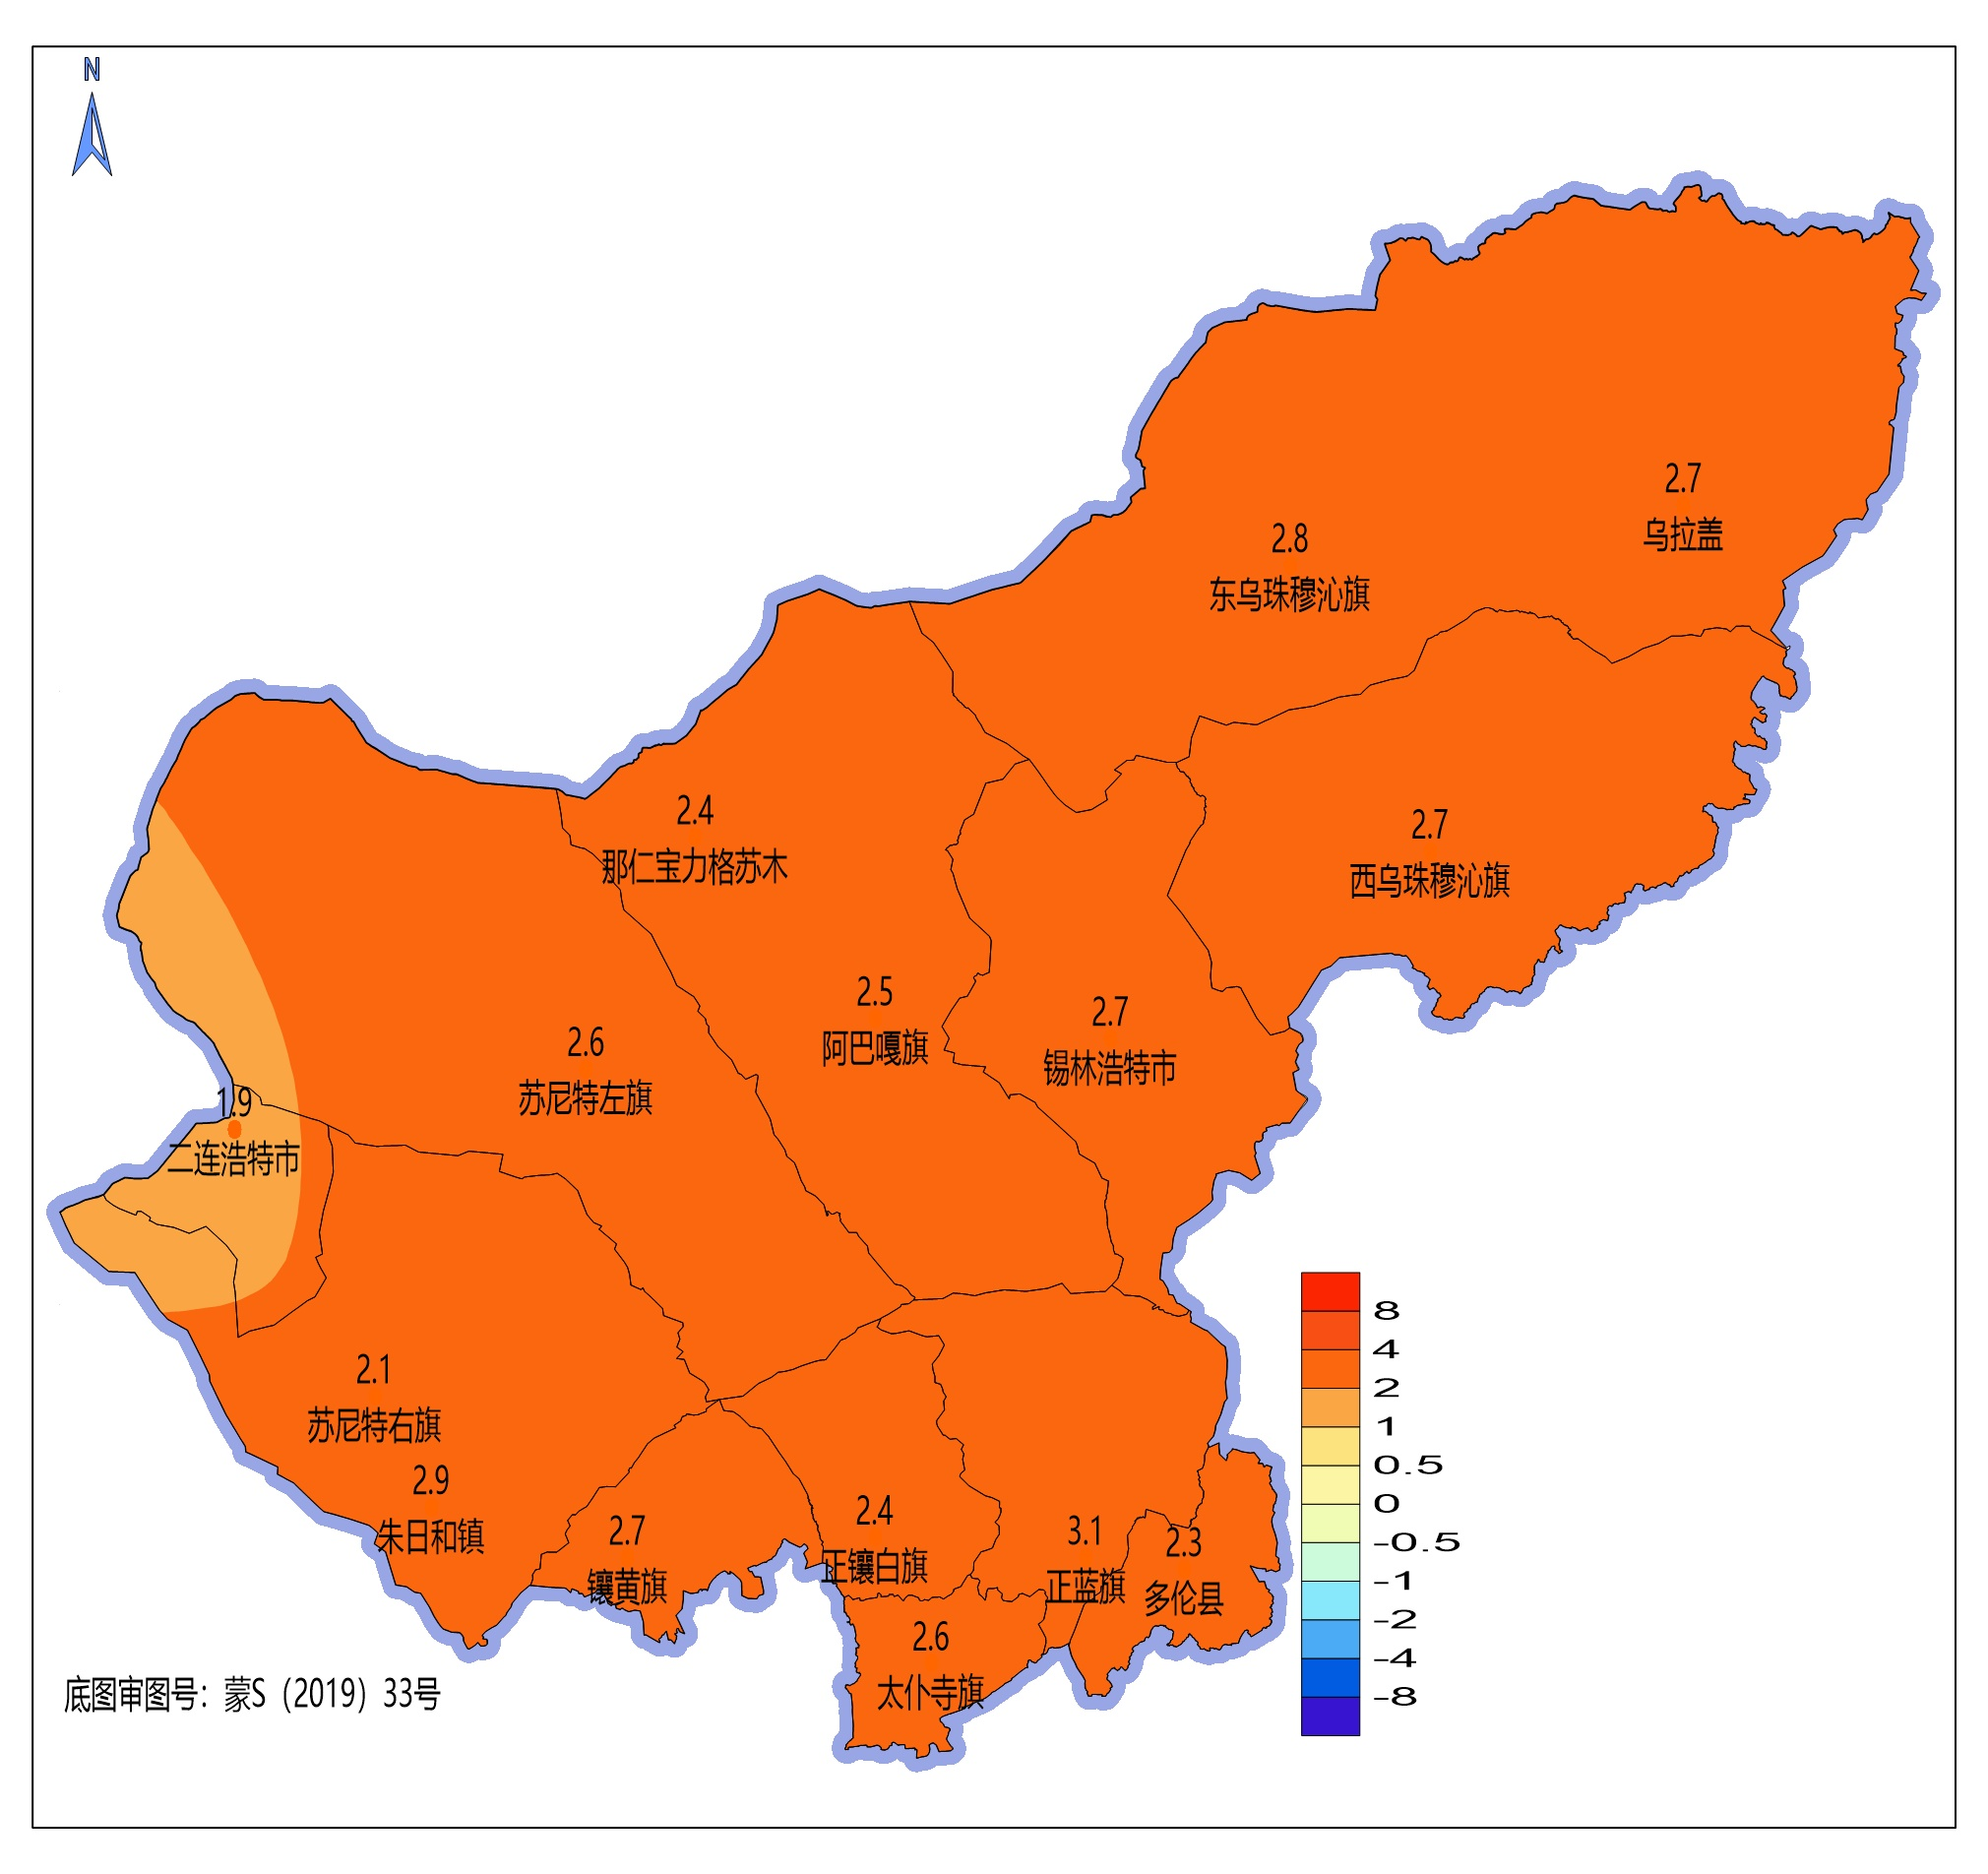 N
2.7
乌拉盖
2.8
东乌珠穆沁旗
2.4
那仁宝力格苏木
2.7
西乌珠穆沁旗
2.5
阿巴嘎旗
2.7
锡林浩特市
2.6
苏尼特左旗
1.9
二连浩特市
2.1
苏尼特右旗
2.9
朱日和镇
2.7
镶黄旗
2.4
正镶白旗
3.1
正蓝旗
2.3
多伦县
2.6
太仆寺旗
8
4
2
1
0.5
0
-0.5
-1
-2
-4
-8
底图审图号：蒙S（2019）33号